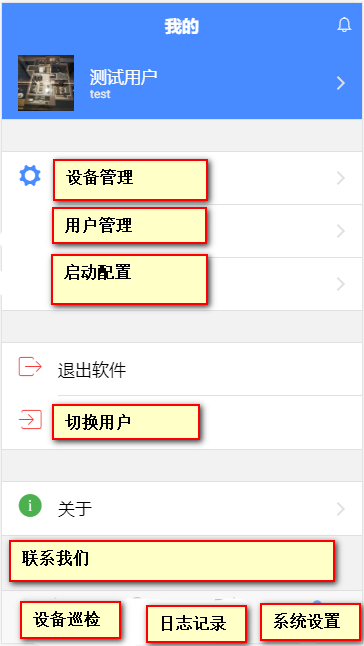 我的
测试用户
test
设备管理
用户管理
启动配置
退出软件
切换用户
关于
联系我们
设备巡检
日志记录
系统设置